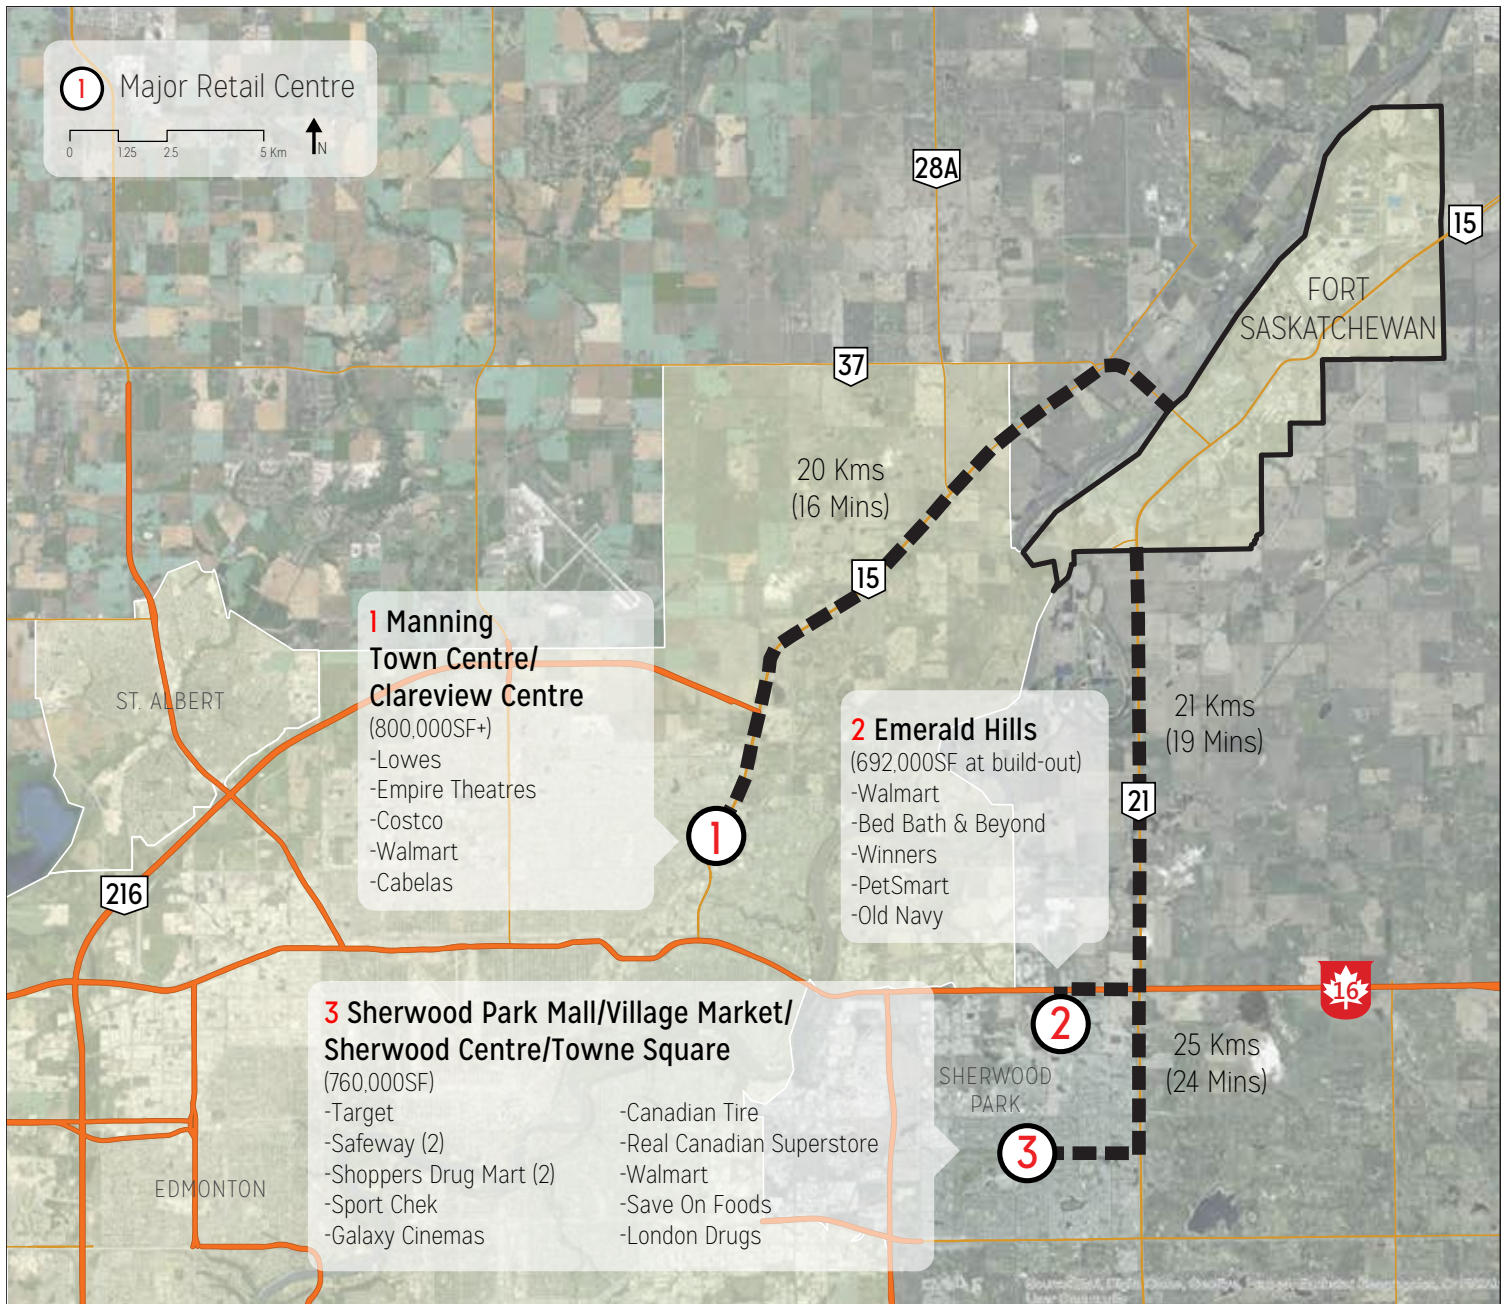 1 Major Retail Centre
0 1.25 2.5 5 Km
N
28A
15
FORT
SASKATCHEWAN
37
20 Kms
(16 Mins)
15
1 Manning
Town Centre/
Clareview Centre
(800,000SF+)
-Lowes
-Empire Theatres
-Costco
-Walmart
-Cabelas
ST. ALBERT
21 Kms
(19 Mins)
2 Emerald Hills
(692,000SF at build-out)
-Walmart
-Bed Bath & Beyond
-Winners
-PetSmart
-Old Navy
21
1
216
16
2
3 Sherwood Park Mall/Village Market/
Sherwood Centre/Towne Square
(760,000SF)
-Target
-Safeway (2)
-Shoppers Drug Mart (2)
-Sport Chek
-Galaxy Cinemas
-Canadian Tire
-Real Canadian Superstore
-Walmart
-Save On Foods
-London Drugs
25 Kms
(24 Mins)
SHERWOOD
PARK
3
EDMONTON